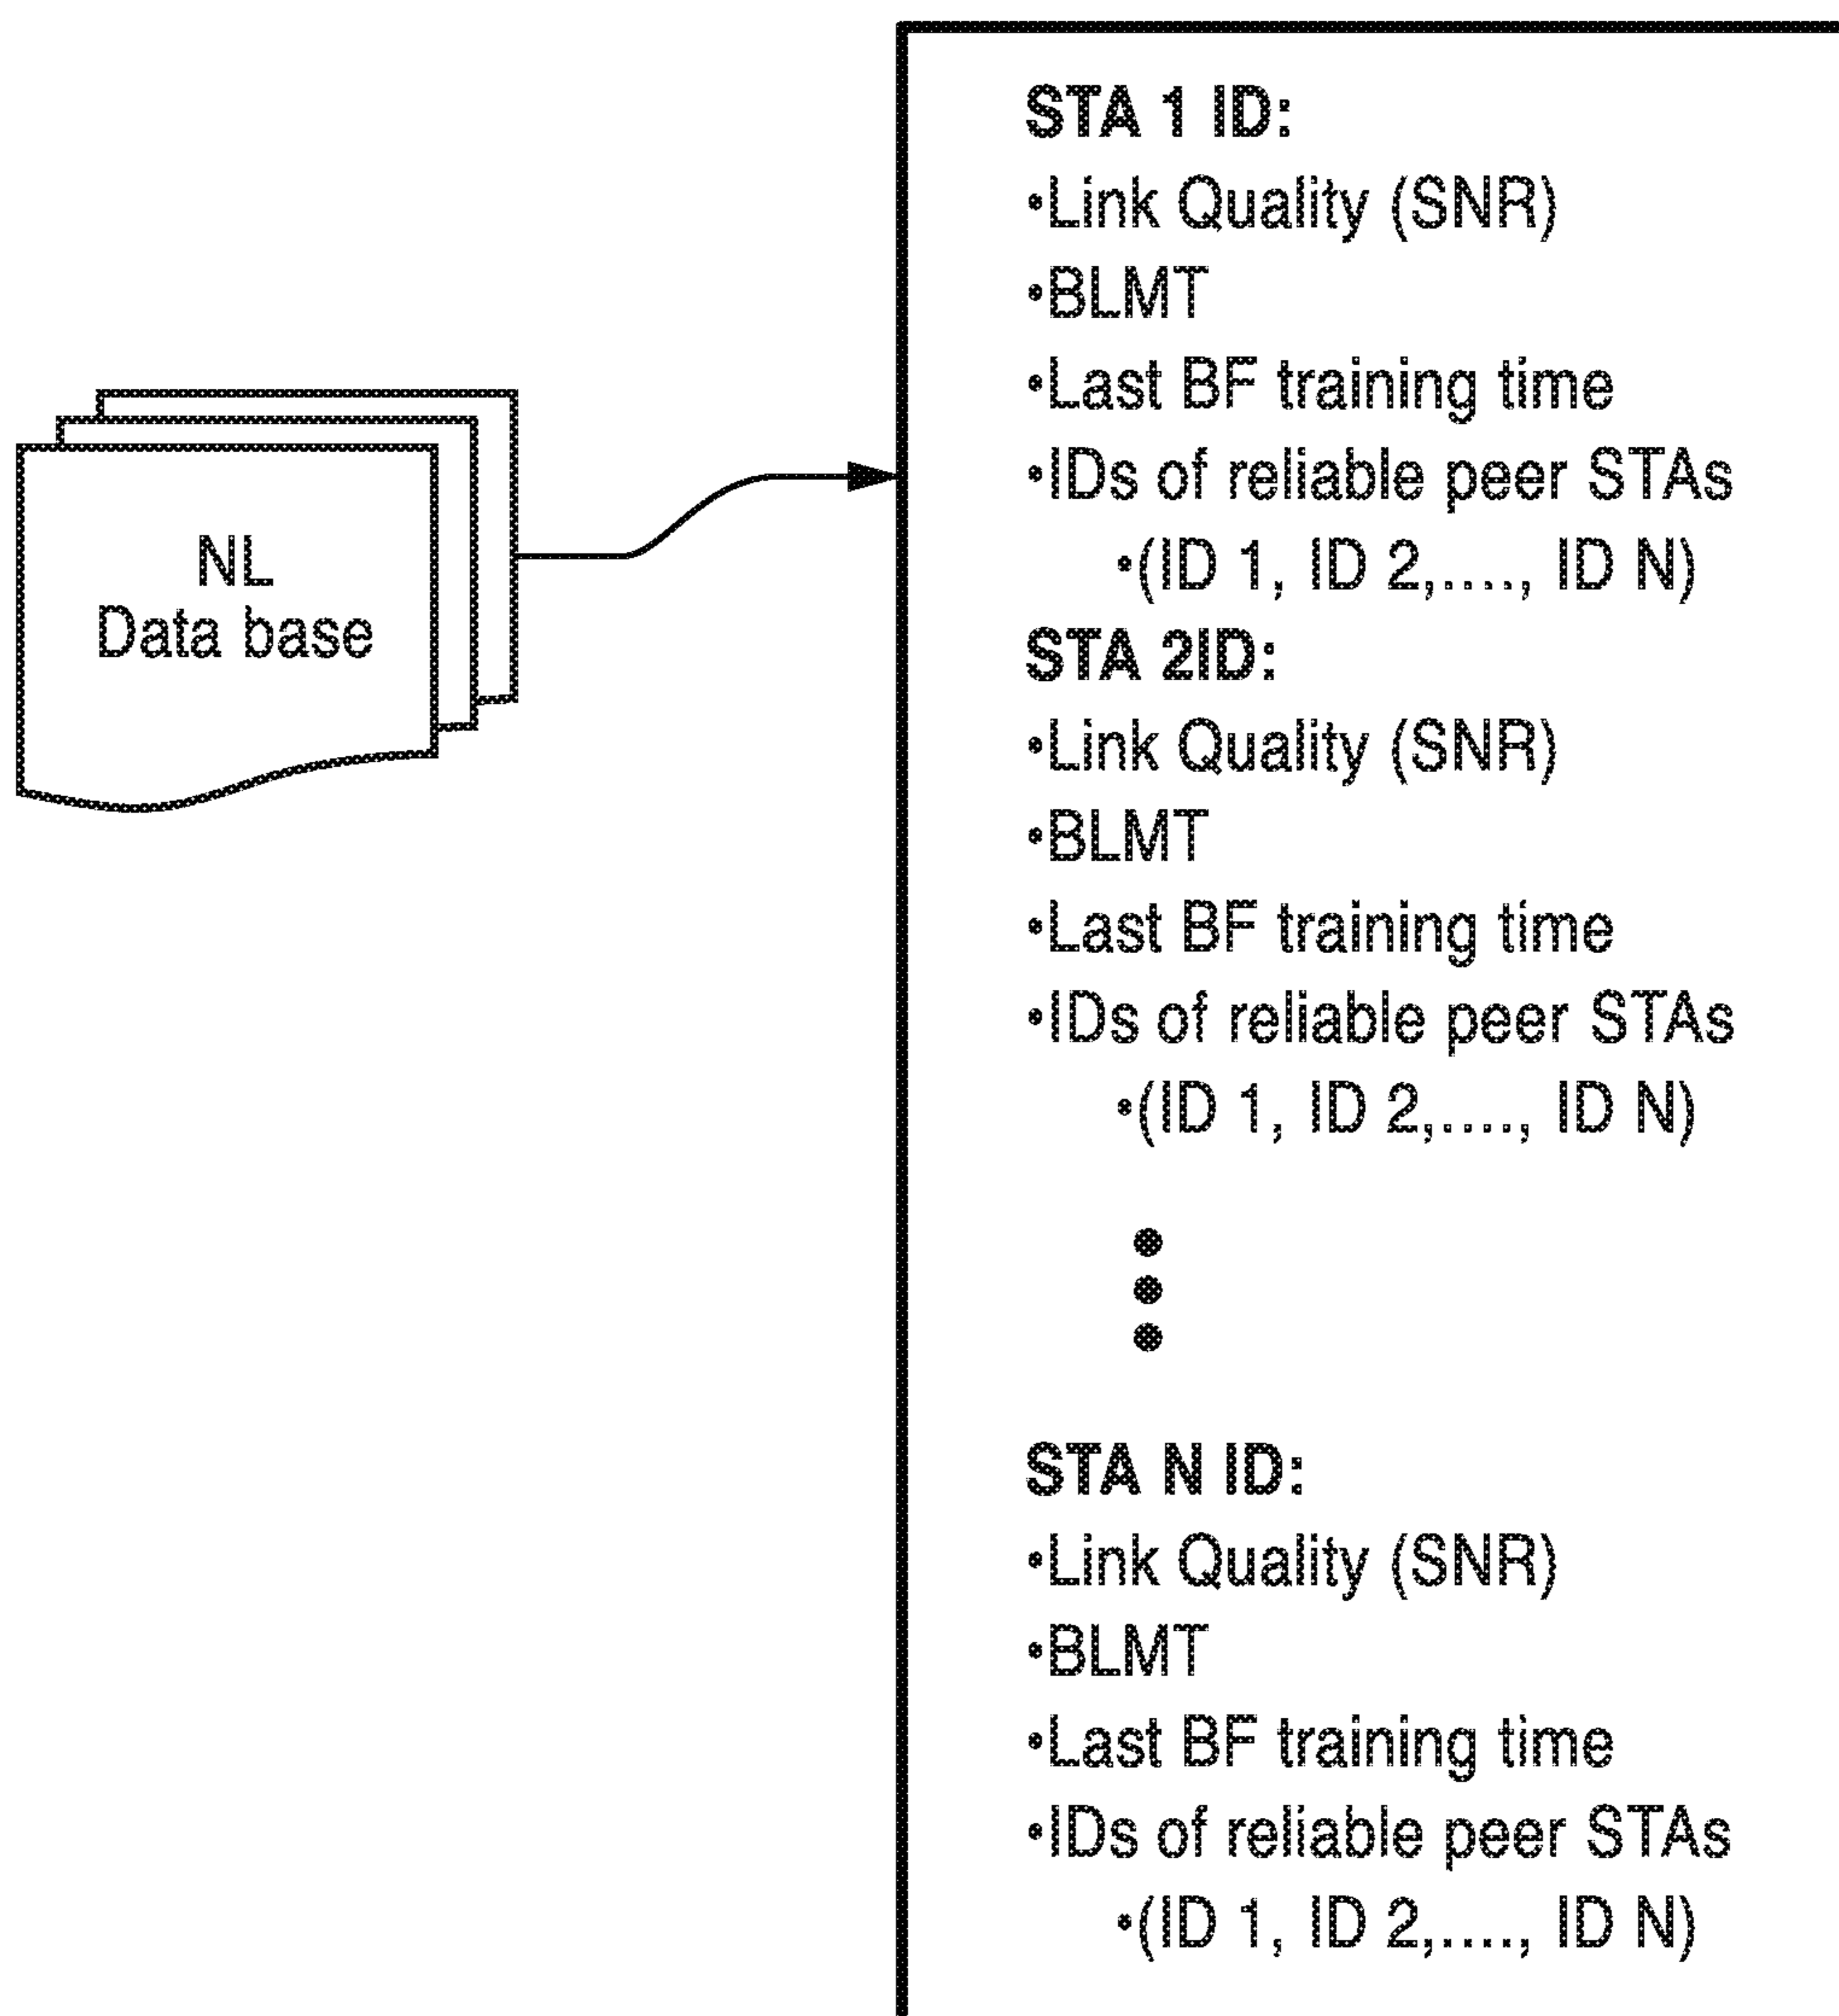 NL
Data base
STA 1 ID:
•Link Quality (SNR)
•BLMT
•Last BF training time
•IDs of reliable peer STAs
•(ID 1, ID 2,...., ID N)
STA 2ID:
•Link Quality (SNR)
•BLMT
•Last BF training time
•IDs of reliable peer STAs
•(ID 1, ID 2,...., ID N)
STA N ID:
•Link Quality (SNR)
•BLMT
•Last BF training time
•IDs of reliable peer STAs
•(ID 1, ID 2,...., ID N)